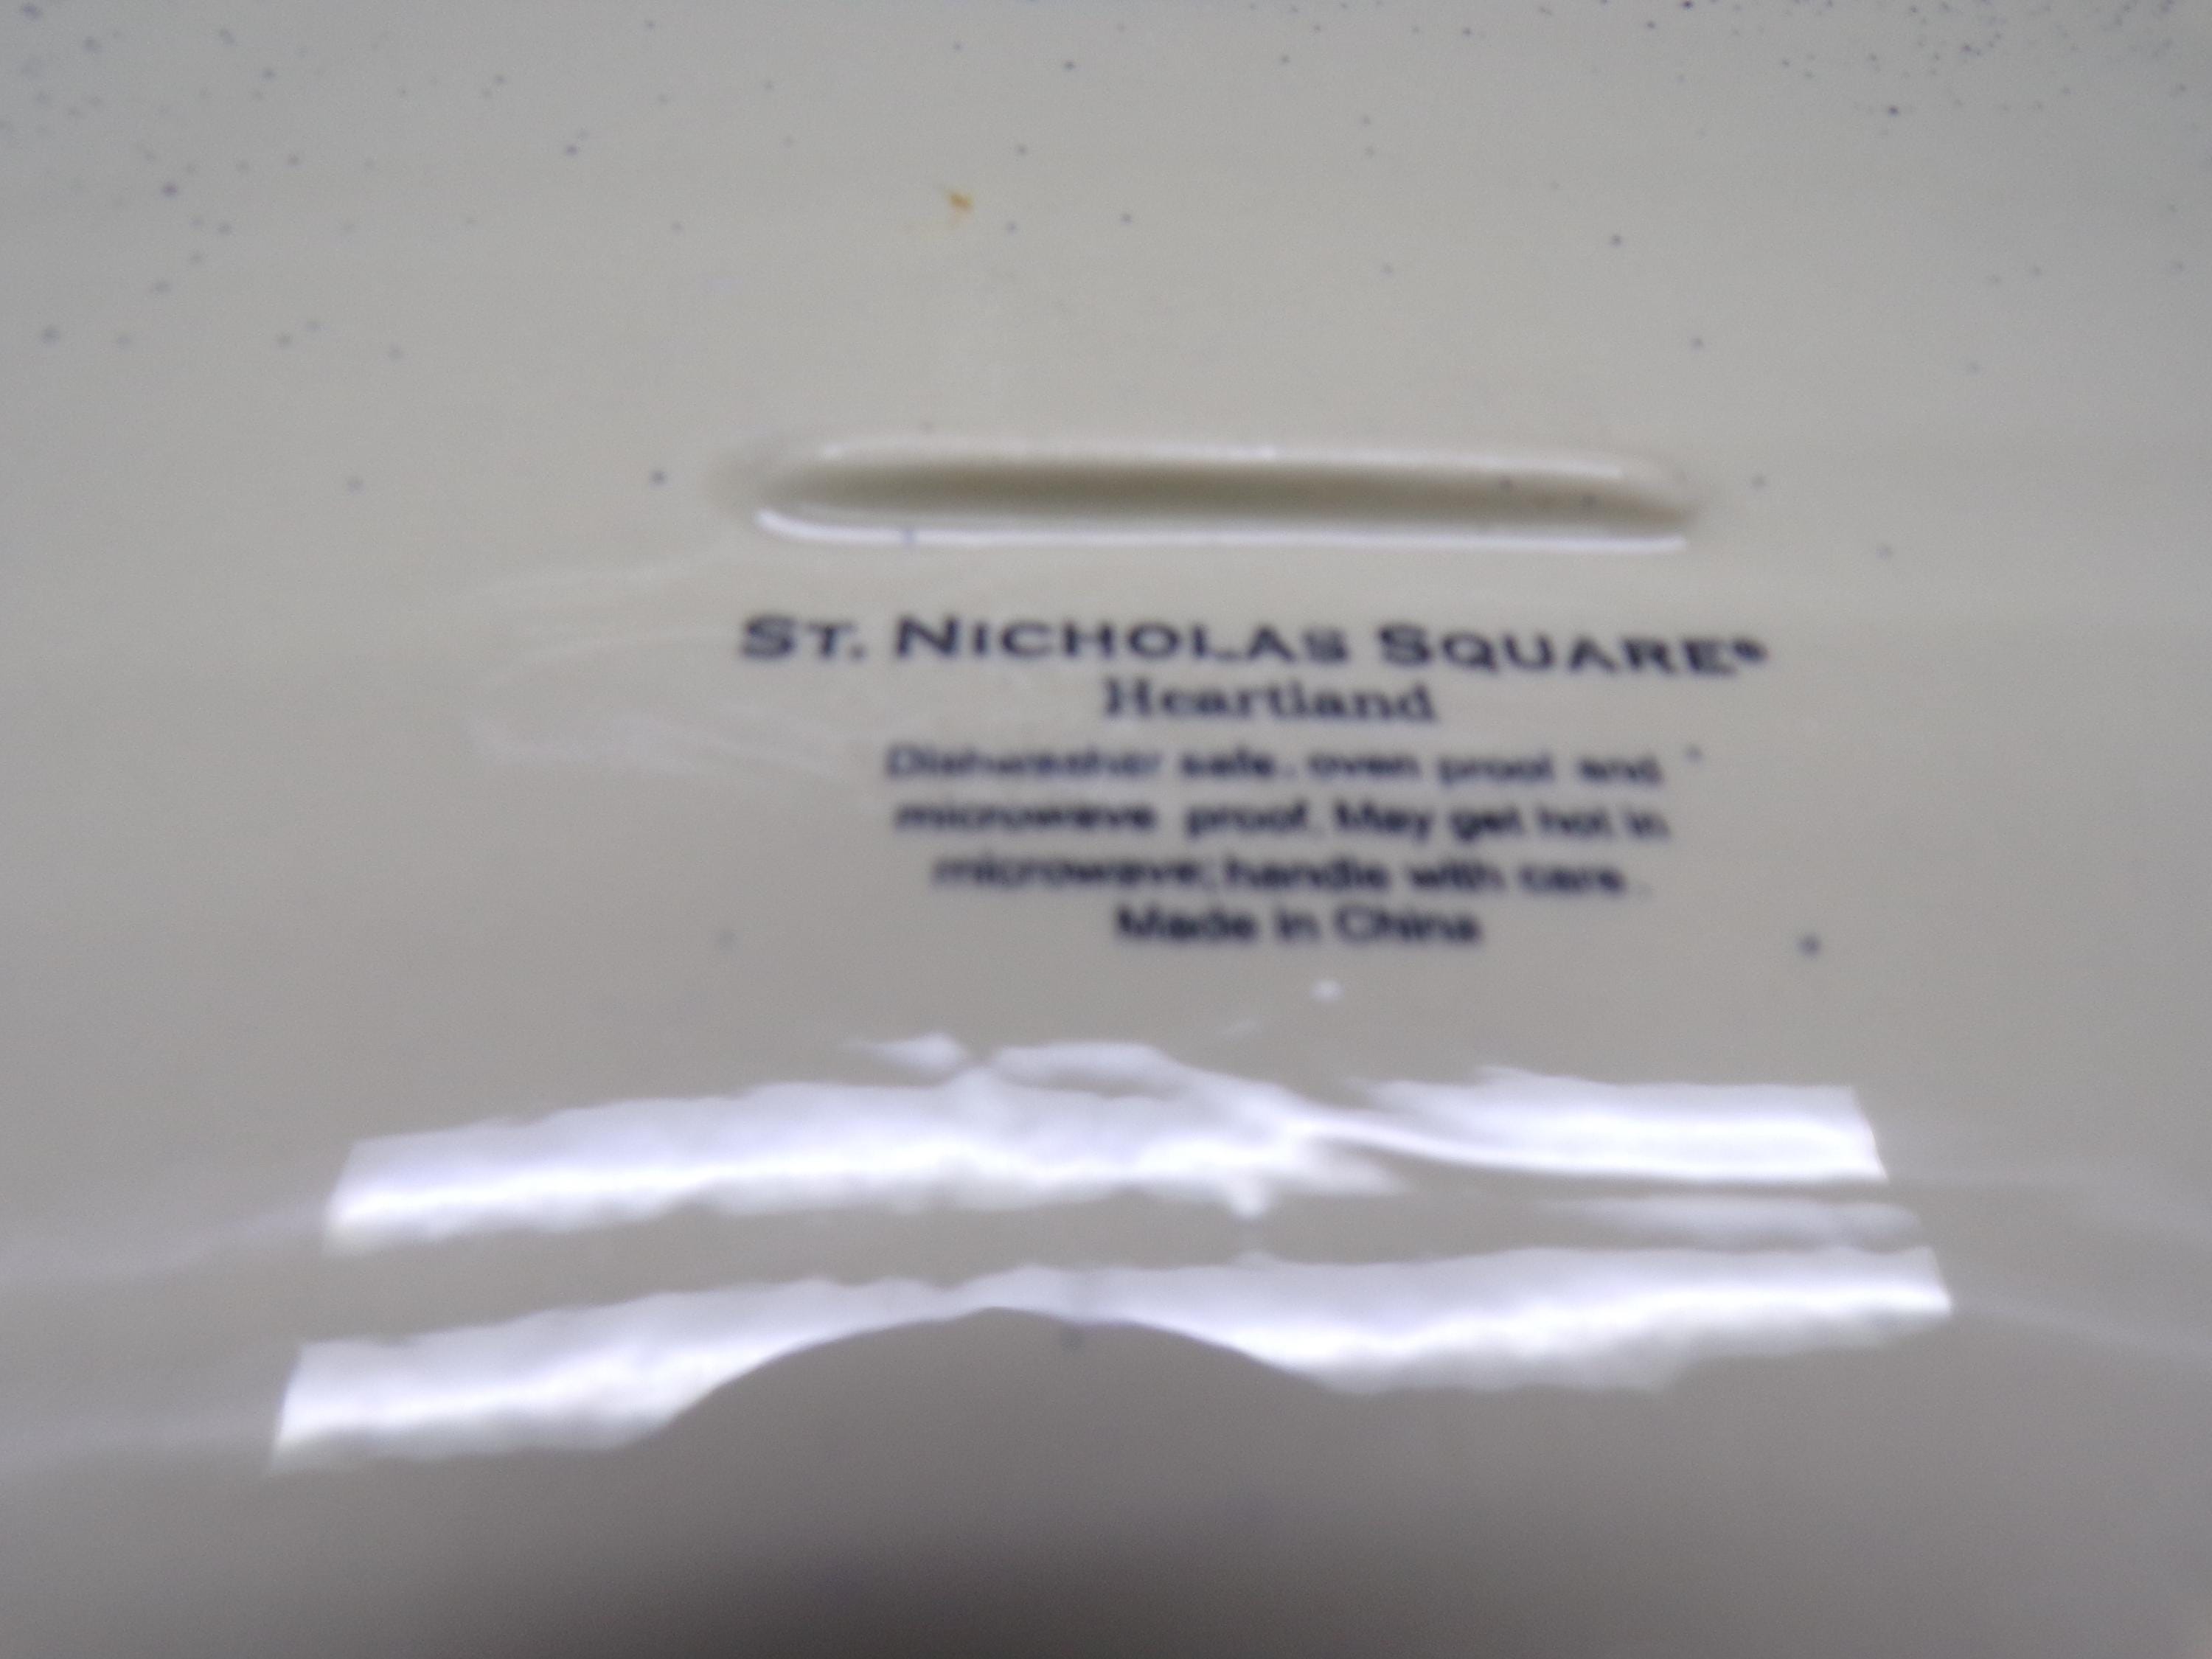 ST. NICHOLAS SQUARE®
Heartland
Dishwasher safe, oven proof and
microwave proof. May get hot in
microwave; handle with care.
Made in China